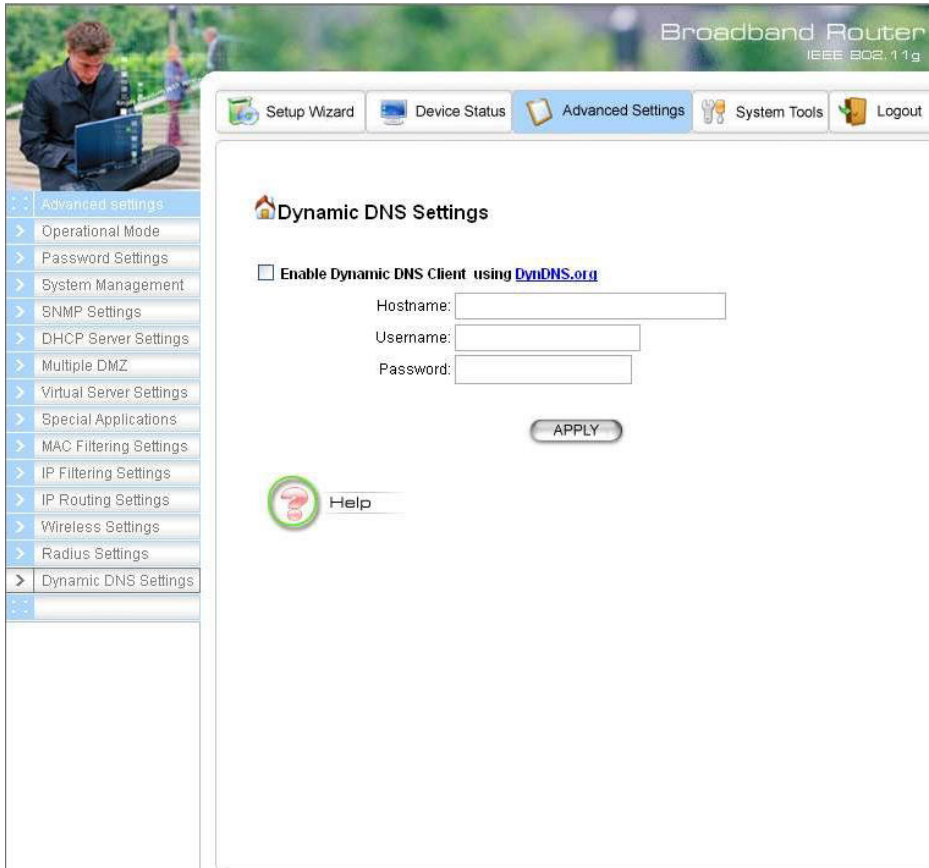 Broadband Router
IEEE 802.11g
Setup Wizard
Device Status
Advanced Settings
System Tools
Logout
Advanced settings
Operational Mode
Password Settings
System Management
SNMP Settings
DHCP Server Settings
Multiple DMZ
Virtual Server Settings
Special Applications
MAC Filtering Settings
IP Filtering Settings
IP Routing Settings
Wireless Settings
Radius Settings
Dynamic DNS Settings
Dynamic DNS Settings
Enable Dynamic DNS Client using DynDNS.org
Hostname:
Username:
Password:
APPLY
Help